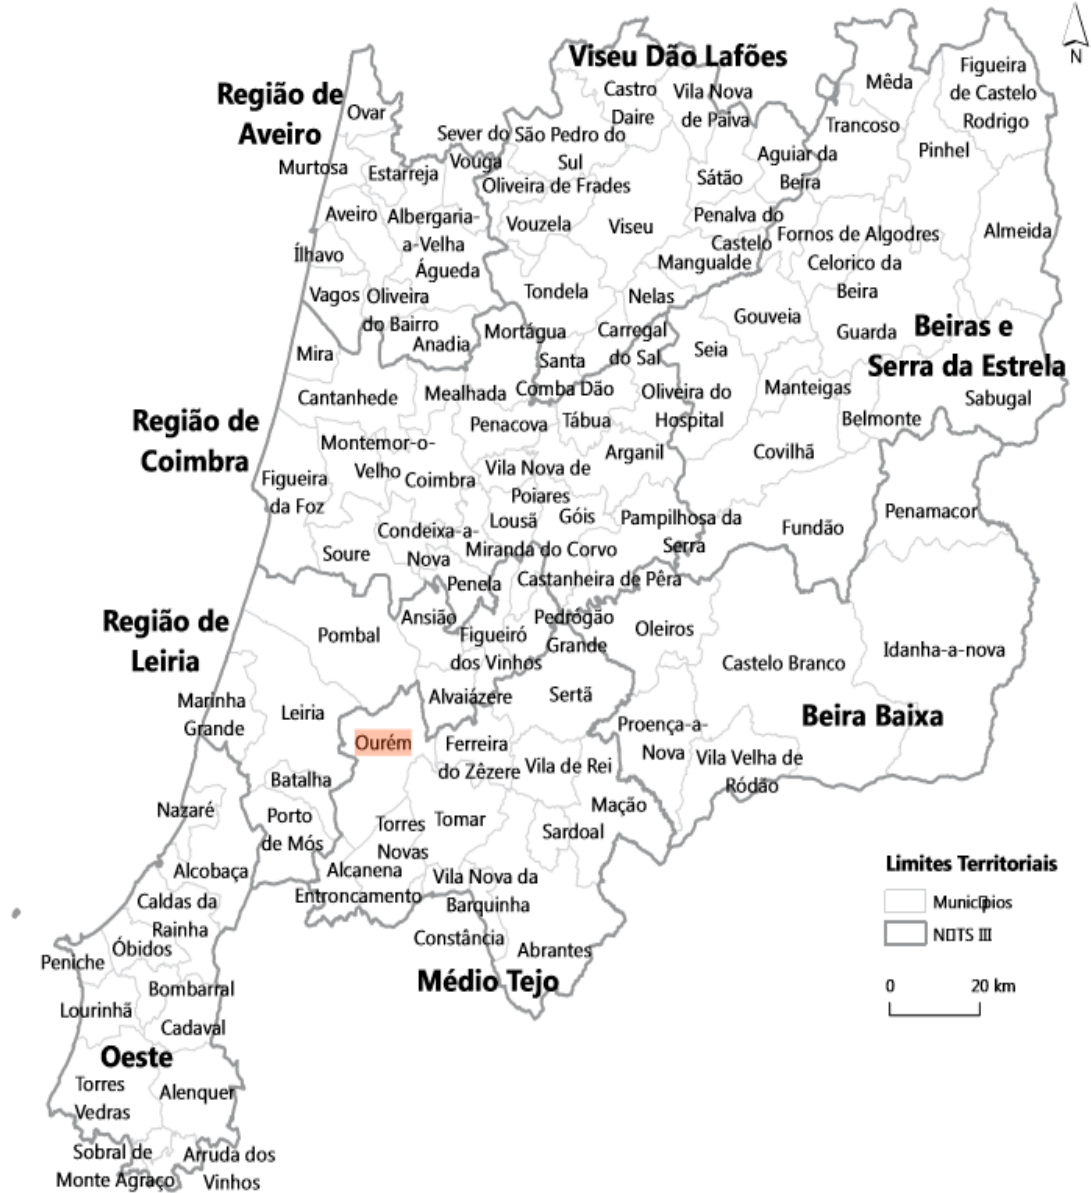 N
Viseu Dão Lafões
Região de
Aveiro
Ovar
Castro
Daire
Vila Nova
de Paiva
Mêda
Figueira
de Castelo
Rodrigo
Trancoso
Pinhel
Murtosa
Estarreja
Sever do
Vouga
São Pedro do
Sul
Oliveira de Frades
Sátão
Aguiar da
Beira
Aveiro
Albergaria-
a-Velha
Vouzela
Viseu
Penalva do
Castelo
Fornos de Algodres
Almeida
Ílhavo
Águeda
Mangualde
Celorico da
Beira
Vagos
Oliveira
do Bairro
Tondela
Nelas
Gouveia
Guarda
Beiras e
Serra da Estrela
Anadia
Mortágua
Carregal
do Sal
Seia
Mira
Santa
Comba Dão
Cantanhede
Mealhada
Oliveira do
Hospital
Manteigas
Sabugal
Belmonte
Região de
Coimbra
Penacova
Tábua
Montemor-o-
Velho
Arganil
Covilhã
Figueira
da Foz
Coimbra
Vila Nova de
Poiares
Lousã
Góis
Pampilhosa da
Serra
Fundão
Penamacor
Soure
Condeixa-a-
Nova
Miranda do Corvo
Penela
Castanheira de Pêra
Região de
Leiria
Pombal
Ansião
Figueiró
dos Vinhos
Pedrógão
Grande
Oleiros
Castelo Branco
Idanha-a-nova
Marinha
Grande
Leiria
Alvaiázere
Sertã
Beira Baixa
Ourém
Ferreira
do Zêzere
Vila de Rei
Proença-a-
Nova
Vila Velha de
Ródão
Batalha
Nazaré
Porto
de Mós
Torres
Novas
Tomar
Mação
Sardoal
Alcobaça
Alcanena
Entroncamento
Vila Nova da
Barquinha
Caldas da
Rainha
Constância
Abrantes
Médio Tejo
Óbidos
Peniche
Bombarral
Lourinhã
Cadaval
Oeste
Torres
Vedras
Alenquer
Sobral de
Monte Agraço
Arruda dos
Vinhos
Limites Territoriais
NTS III
0 20 km